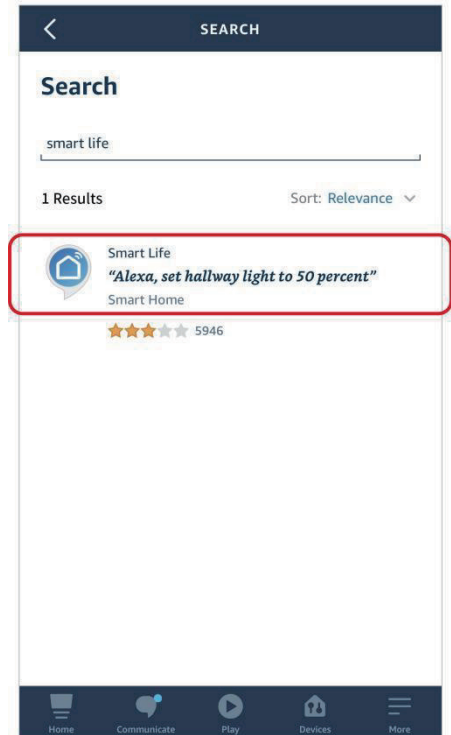 SEARCH
Search
smart life
1 Results Sort: Relevance
Smart Life
“Alexa, set hallway light to 50 percent”
Smart Home
5946
Home Communicate Play Devices More